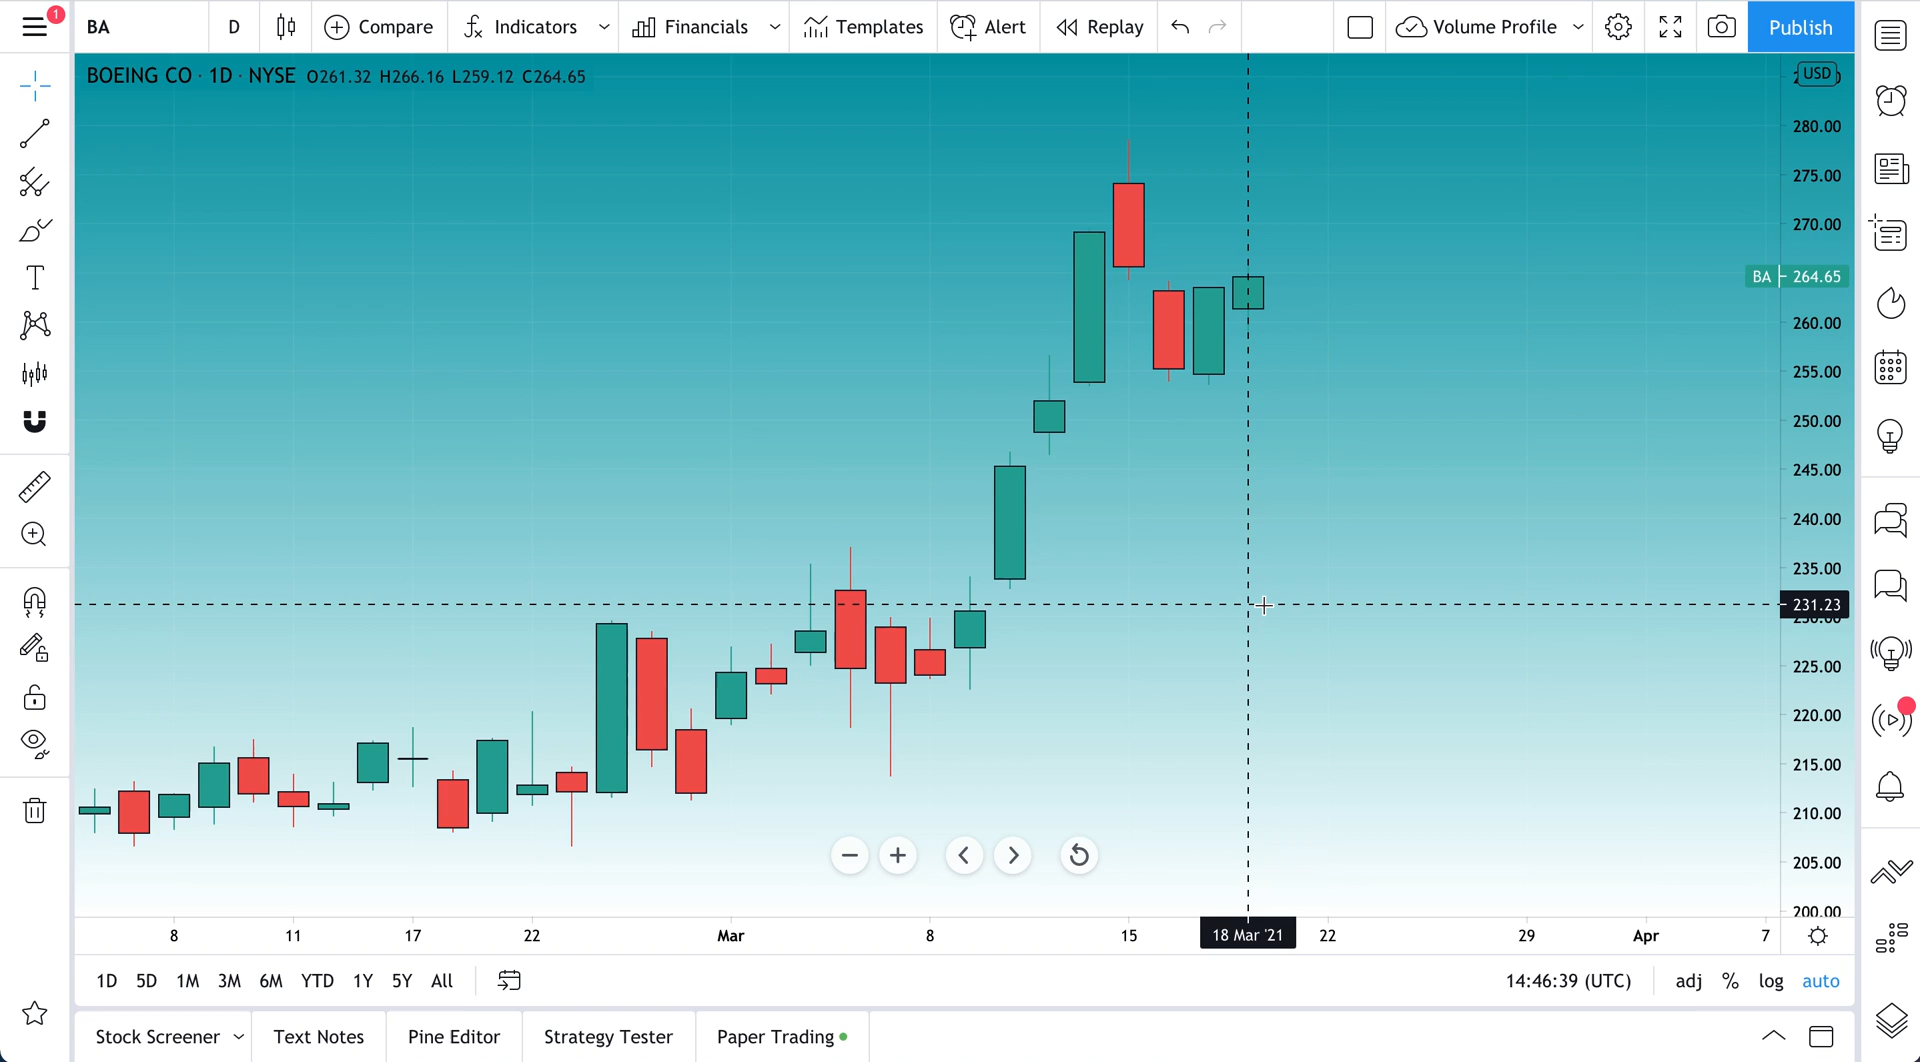 1
BA
D
Compare
Indicators
Financials
Templates
Alert
Replay
Volume Profile
Publish
BOEING CO · 1D · NYSE O261.32 H266.16 L259.12 C264.65
USD
280.00
275.00
270.00
BA 264.65
260.00
255.00
250.00
245.00
240.00
235.00
231.23
225.00
220.00
215.00
210.00
205.00
200.00
8 11 17 22 Mar 8 15 18 Mar '21 22 29 Apr 7
1D 5D 1M 3M 6M YTD 1Y 5Y All
14:46:39 (UTC) adj % log auto
Stock Screener Text Notes Pine Editor Strategy Tester Paper Trading